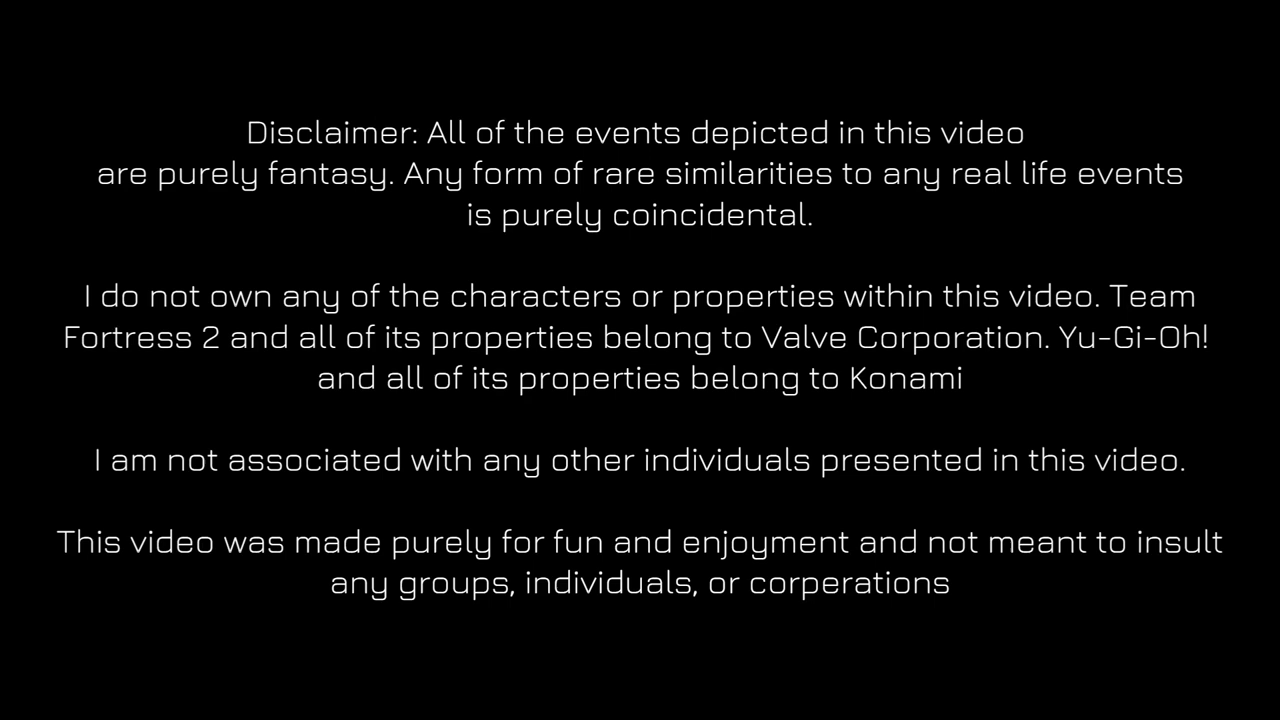 Disclaimer: All of the events depicted in this video
are purely fantasy. Any form of rare similarities to any real life events
is purely coincidental.
I do not own any of the characters or properties within this video. Team
Fortress 2 and all of its properties belong to Valve Corporation. Yu-Gi-Oh!
and all of its properties belong to Konami
I am not associated with any other individuals presented in this video.
This video was made purely for fun and enjoyment and not meant to insult
any groups, individuals, or corperations